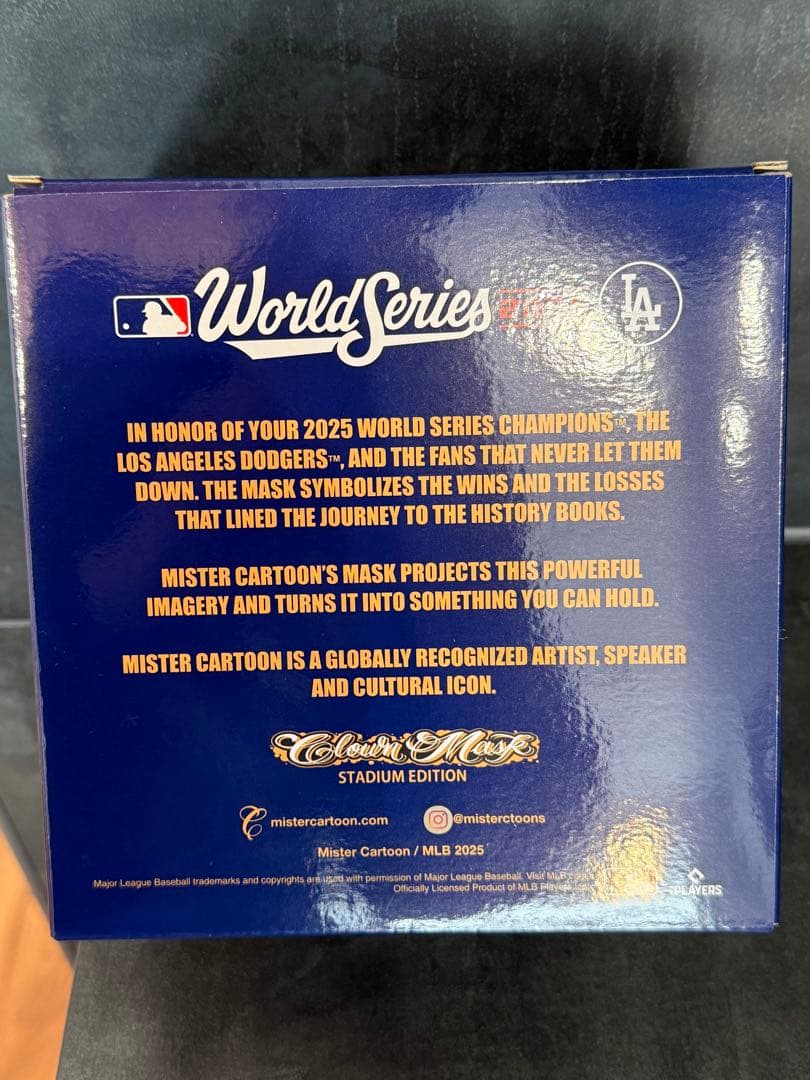 World Series
LA
IN HONOR OF YOUR 2025 WORLD SERIES CHAMPIONS™, THE
LOS ANGELES DODGERS™, AND THE FANS THAT NEVER LET THEM
DOWN. THE MASK SYMBOLIZES THE WINS AND THE LOSSES
THAT LINED THE JOURNEY TO THE HISTORY BOOKS.
MISTER CARTOON'S MASK PROJECTS THIS POWERFUL
IMAGERY AND TURNS IT INTO SOMETHING YOU CAN HOLD.
MISTER CARTOON IS A GLOBALLY RECOGNIZED ARTIST, SPEAKER
AND CULTURAL ICON.
Clown Mask
STADIUM EDITION
mistercartoon.com @misterctoons
Mister Cartoon / MLB 2025
Major League Baseball trademarks and copyrights are used with permission of Major League Baseball. Visit
Officially Licensed Product of MLB Players, Inc.
PLAYERS